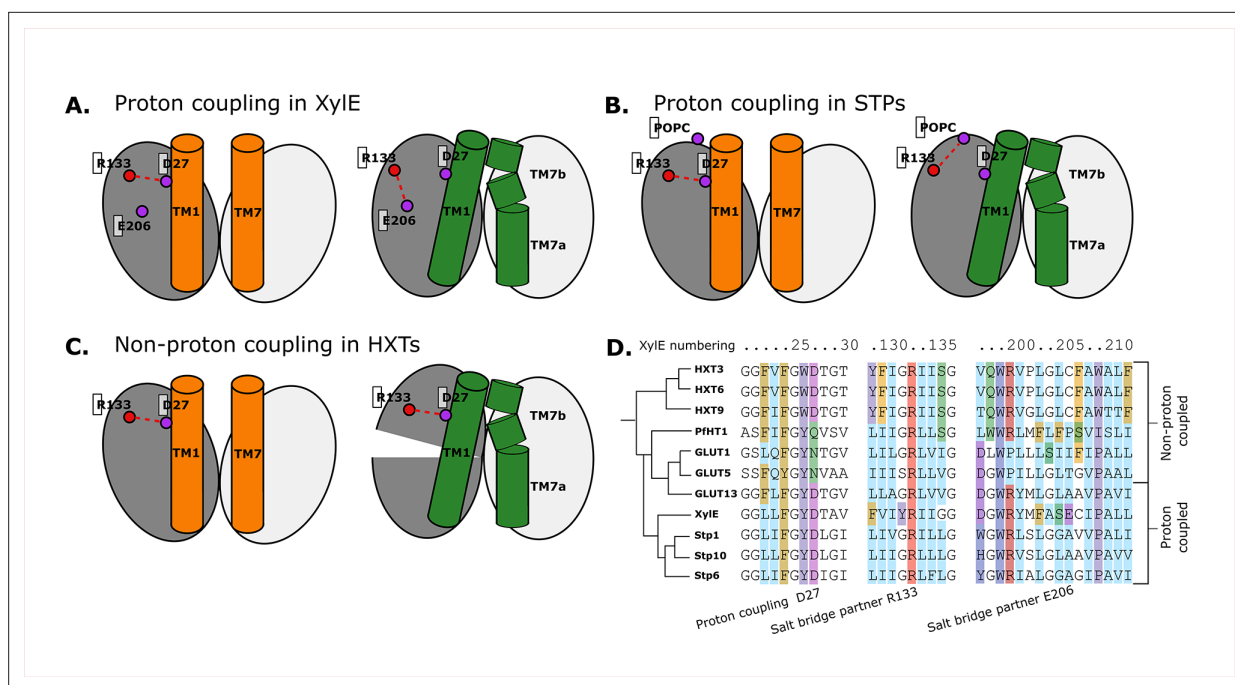 A. Proton coupling in XylE
R133
D27
E206
TM1
TM7
R133
D27
E206
TM1
TM7b
TM7a
B. Proton coupling in STPs
POPC
R133
D27
TM1
TM7
POPC
R133
D27
TM1
TM7b
TM7a
C. Non-proton coupling in HXTs
R133
D27
TM1
TM7
R133
D27
TM1
TM7b
TM7a
D. XylE numbering ....25...30 ..130..135 ...200..205..210
HXT3 GGFVFGWDTGT YFIGRIISG VQWRVPLGLCFAWALF
HXT6 GGFVFGWDTGT YFIGRIISG VQWRVPLGLCFAWALF
HXT9 GGFIFGWDTGT YFIGRIISG TQWRVGLGLCFAWTTF
PfHT1 ASFIFGYQVSV LIIGRLLSG LWWRLMFLFPSVISLI
GLUT1 GSLQFGYNTGV LILGRLVIG DLWPLLLSIIFIPALL
GLUT5 SSFQYGYNVAA IIISRLLVG DGWPILLGLTGVPAAL
GLUT13 GGFLFGYDTGV LLAGRLVVG DGWRYMLGLAAVPAVI
XylE GGLLFGYDTAV FVIYRIIGG DGWRYMFASECIPALL
Stp1 GGLIFGYDLGI LIVGRLLLG WGWRLSLGGAVVPALI
Stp10 GGLLFGYDLGI LIIGRLLLG HGWRVSLGLAAVPAVV
Stp6 GGLIFGYDIGI LIIGRLFLG YGWRIALGGAGIPAVI
Non-proton coupled
Proton coupled
Proton coupling D27
Salt bridge partner R133
Salt bridge partner E206